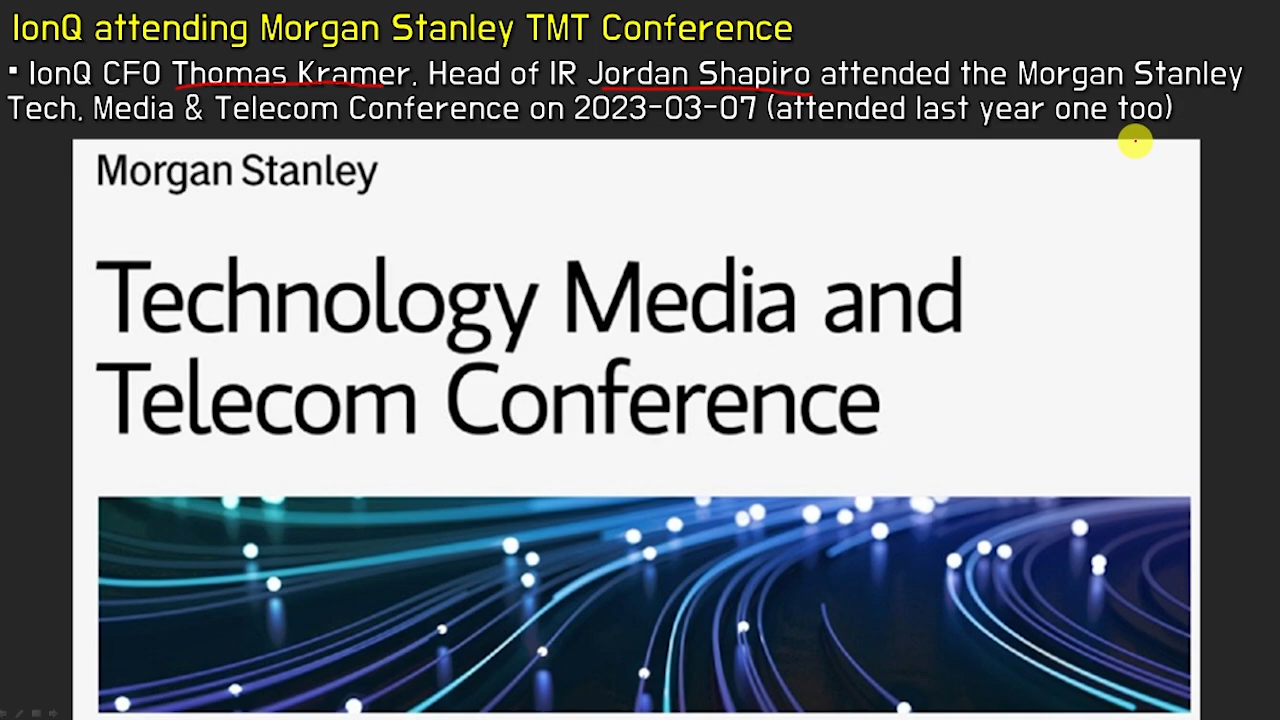 IonQ attending Morgan Stanley TMT Conference
▪ IonQ CFO Thomas Kramer, Head of IR Jordan Shapiro attended the Morgan Stanley
Tech, Media & Telecom Conference on 2023-03-07 (attended last year one too)
Morgan Stanley
Technology Media and
Telecom Conference